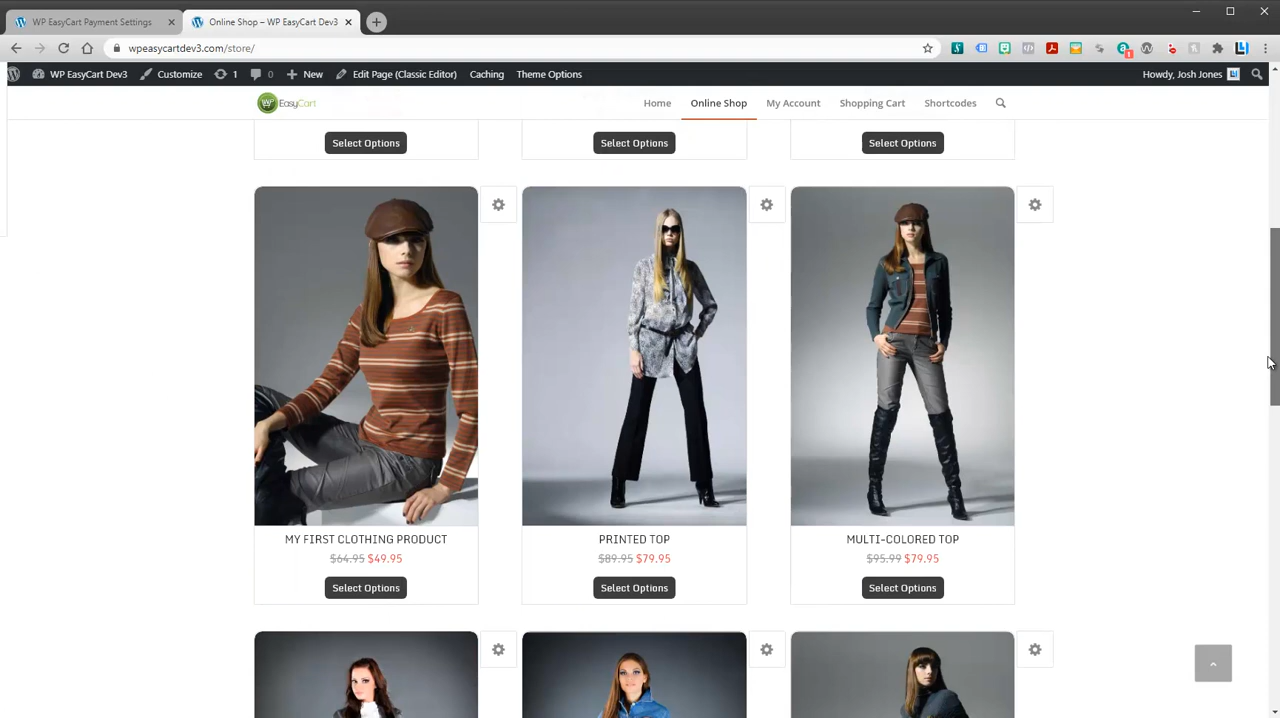 WP EasyCart Payment Settings
Online Shop – WP EasyCart Dev3
wpeasycartdev3.com/store/
WP EasyCart Dev3
Customize
1
0
New
Edit Page (Classic Editor)
Caching
Theme Options
Howdy, Josh Jones
WP EasyCart
Home
Online Shop
My Account
Shopping Cart
Shortcodes
Select Options
Select Options
Select Options
MY FIRST CLOTHING PRODUCT
$64.95 $49.95
Select Options
PRINTED TOP
$89.95 $79.95
Select Options
MULTI-COLORED TOP
$95.99 $79.95
Select Options